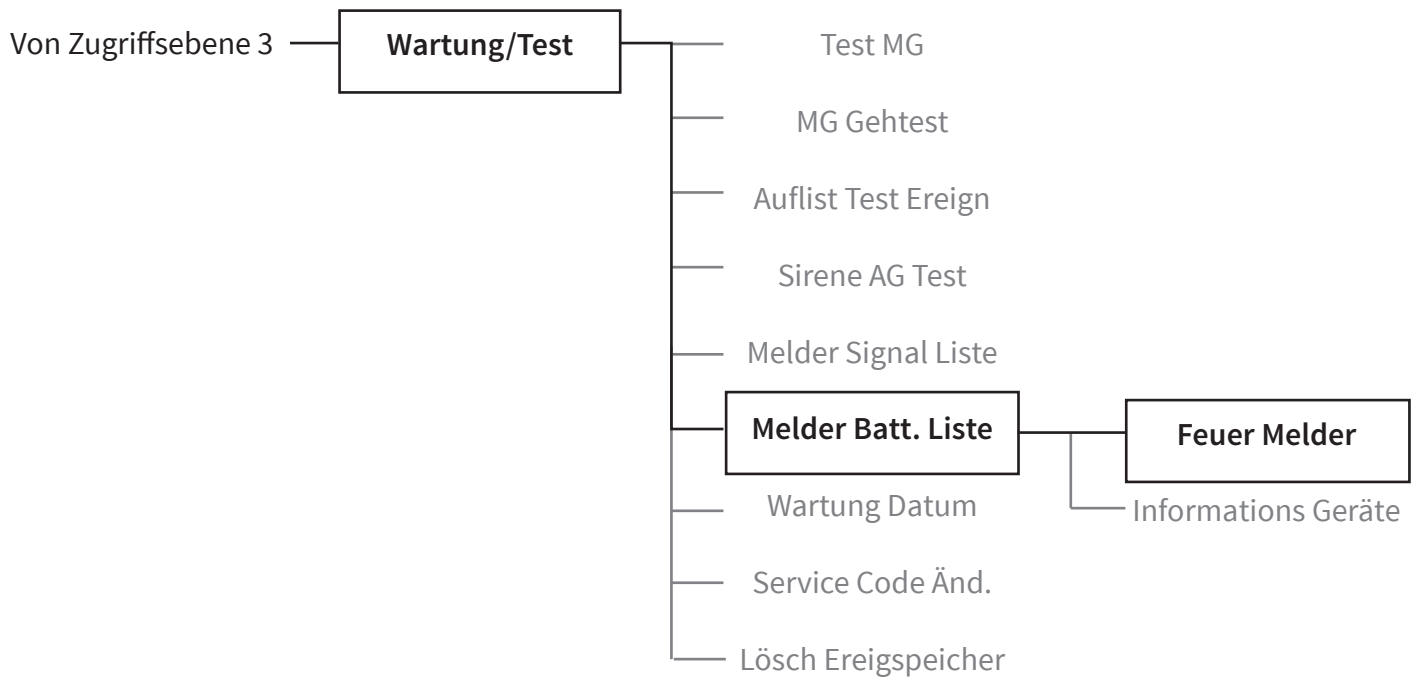 Von Zugriffsebene 3
Wartung/Test
Test MG
MG Gehtest
Auflist Test Ereign
Sirene AG Test
Melder Signal Liste
Melder Batt. Liste
Feuer Melder
Informations Geräte
Wartung Datum
Service Code Änd.
Lösch Ereigspeicher